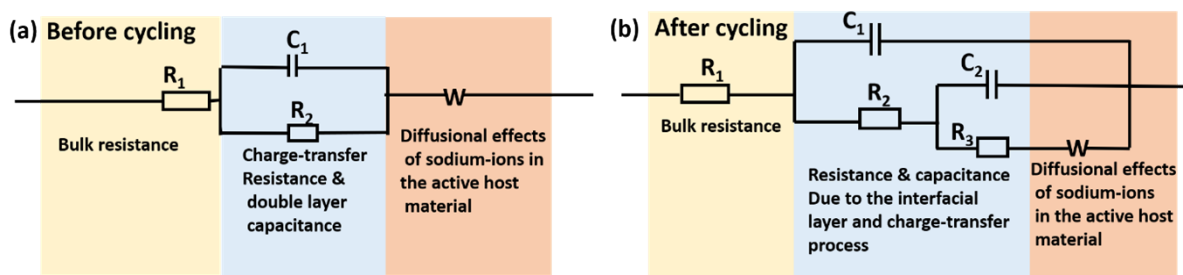 (a) Before cycling
C₁
R₁
R₂
W
Bulk resistance
Charge-transfer
Resistance &
double layer
capacitance
Diffusional effects
of sodium-ions in
the active host
material
(b) After cycling
C₁
C₂
R₁
R₂
R₃
W
Bulk resistance
Resistance & capacitance
Due to the interfacial
layer and charge-transfer
process
Diffusional effects
of sodium-ions
in the active host
material